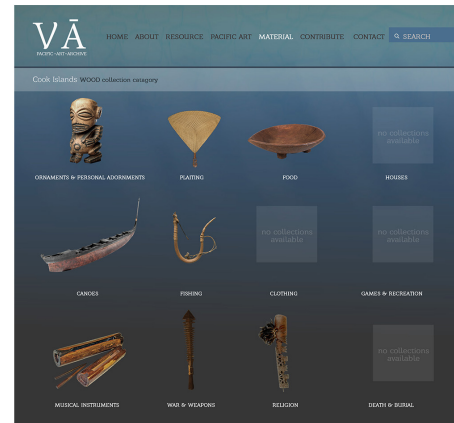 VĀ
PACIFIC • ART • ARCHIVE
HOME ABOUT RESOURCE PACIFIC ART MATERIAL CONTRIBUTE CONTACT SEARCH
Cook Islands WOOD collection category
no collections
available
ORNAMENTS & PERSONAL ADORNMENTS PLAITING FOOD HOUSES
no collections
available
no collections
available
CANOES FISHING CLOTHING GAMES & RECREATION
no collections
available
MUSICAL INSTRUMENTS WAR & WEAPONS RELIGION DEATH & BURIAL